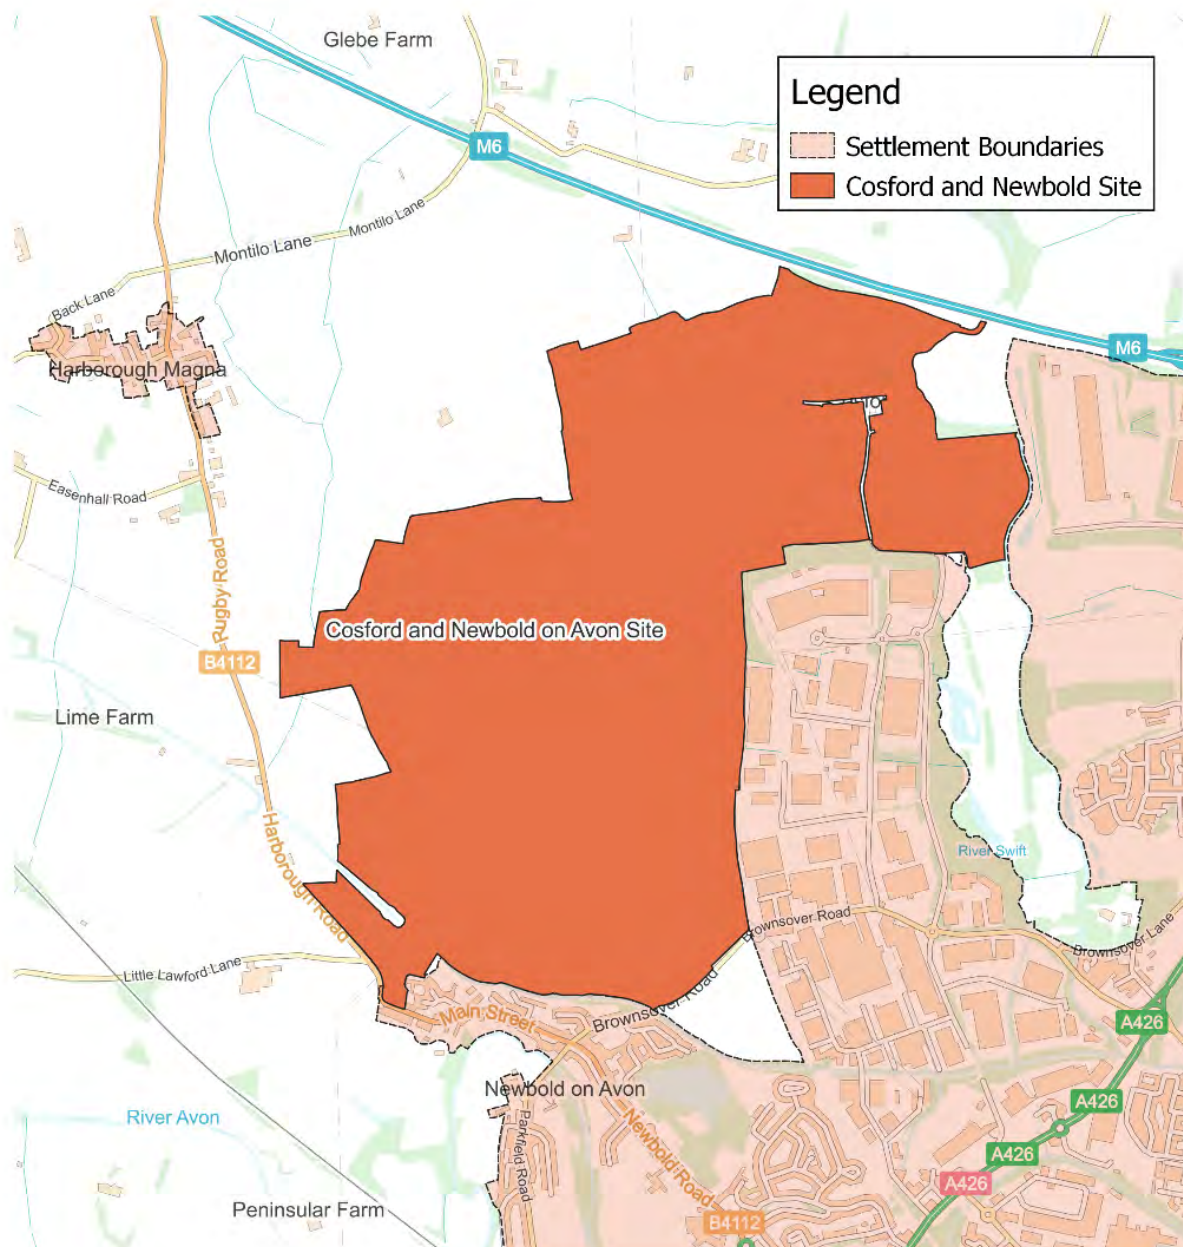 Glebe Farm
Legend
Settlement Boundaries
Cosford and Newbold Site
M6
Montilo Lane
Montilo Lane
Back Lane
M6
Harborough Magna
Easenhall Road
Rugby Road
Cosford and Newbold on Avon Site
B4112
Lime Farm
River Swift
Harborough Road
Brownsover Road
Brownsover Lane
Little Lawford Lane
Main Street
Brownsover Road
A426
Newbold on Avon
A426
River Avon
Parkfield Road
Newbold Road
A426
A426
Peninsular Farm
B4112